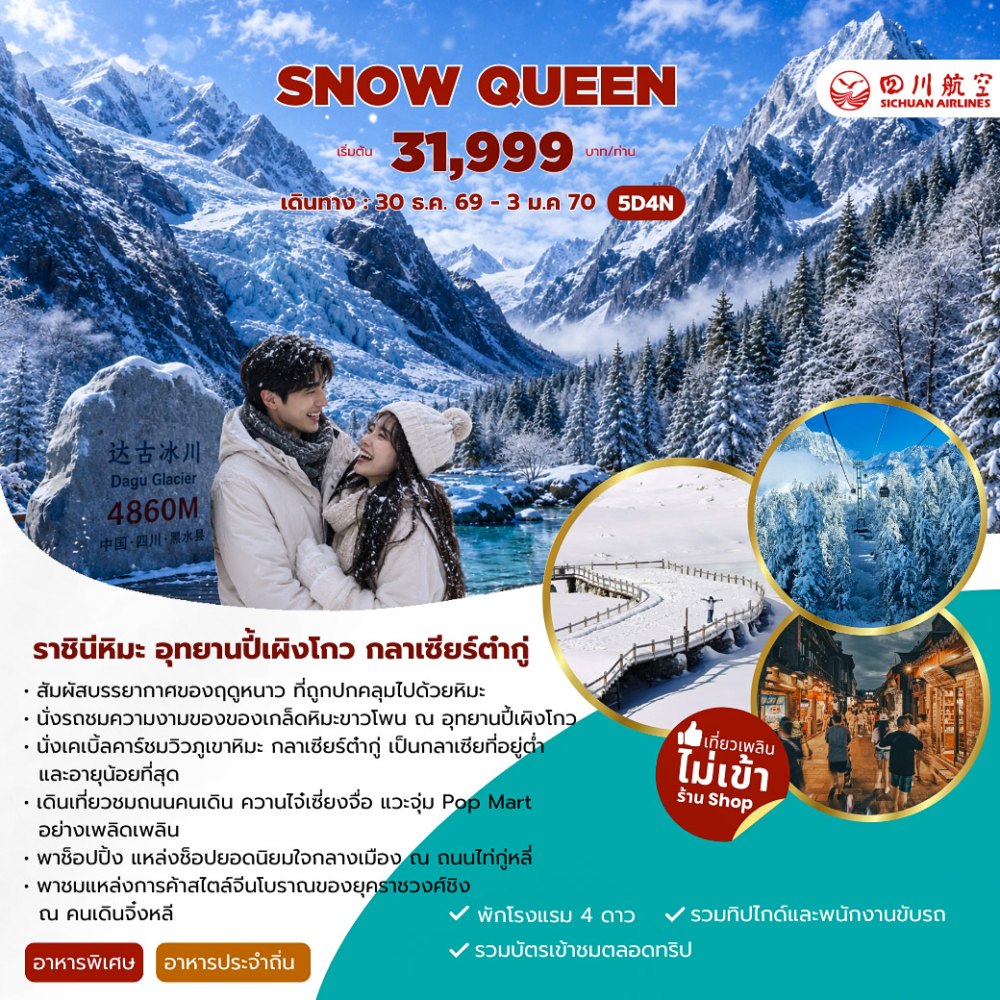 SNOW QUEEN
四川航空
SICHUAN AIRLINES
เริ่มต้น 31,999 บาท/ท่าน
เดินทาง : 30 ธ.ค. 69 - 3 ม.ค 70 5D4N
达古冰川
Dagu Glacier
4860M
中国·四川·黑水县
ราชินีหิมะ อุทยานปี้เผิงโกว กลาเซียร์ต๋ากู่
• สัมผัสบรรยากาศของฤดูหนาว ที่ถูกปกคลุมไปด้วยหิมะ
• นั่งรถชมความงามของของเกล็ดหิมะขาวโพน ณ อุทยานปี้เผิงโกว
• นั่งเคเบิ้ลคาร์ชมวิวภูเขาหิมะ กลาเซียร์ต๋ากู่ เป็นกลาเซียที่อยู่ต่ำ
และอายุน้อยที่สุด
• เดินเที่ยวชมถนนคนเดิน ควานไจ๋เซี่ยงจื่อ แวะจุ่ม Pop Mart
อย่างเพลิดเพลิน
• พาช็อปปิ้ง แหล่งช็อปยอดนิยมใจกลางเมือง ณ ถนนไท่กู่หลี่
• พาชมแหล่งการค้าสไตล์จีนโบราณของยุคราชวงศ์ชิง
ณ คนเดินจิ๋งหลี
เที่ยวเพลิน
ไม่เข้า
ร้าน Shop
พักโรงแรม 4 ดาว
รวมทิปไกด์และพนักงานขับรถ
รวมบัตรเข้าชมตลอดทริป
อาหารพิเศษ
อาหารประจำถิ่น